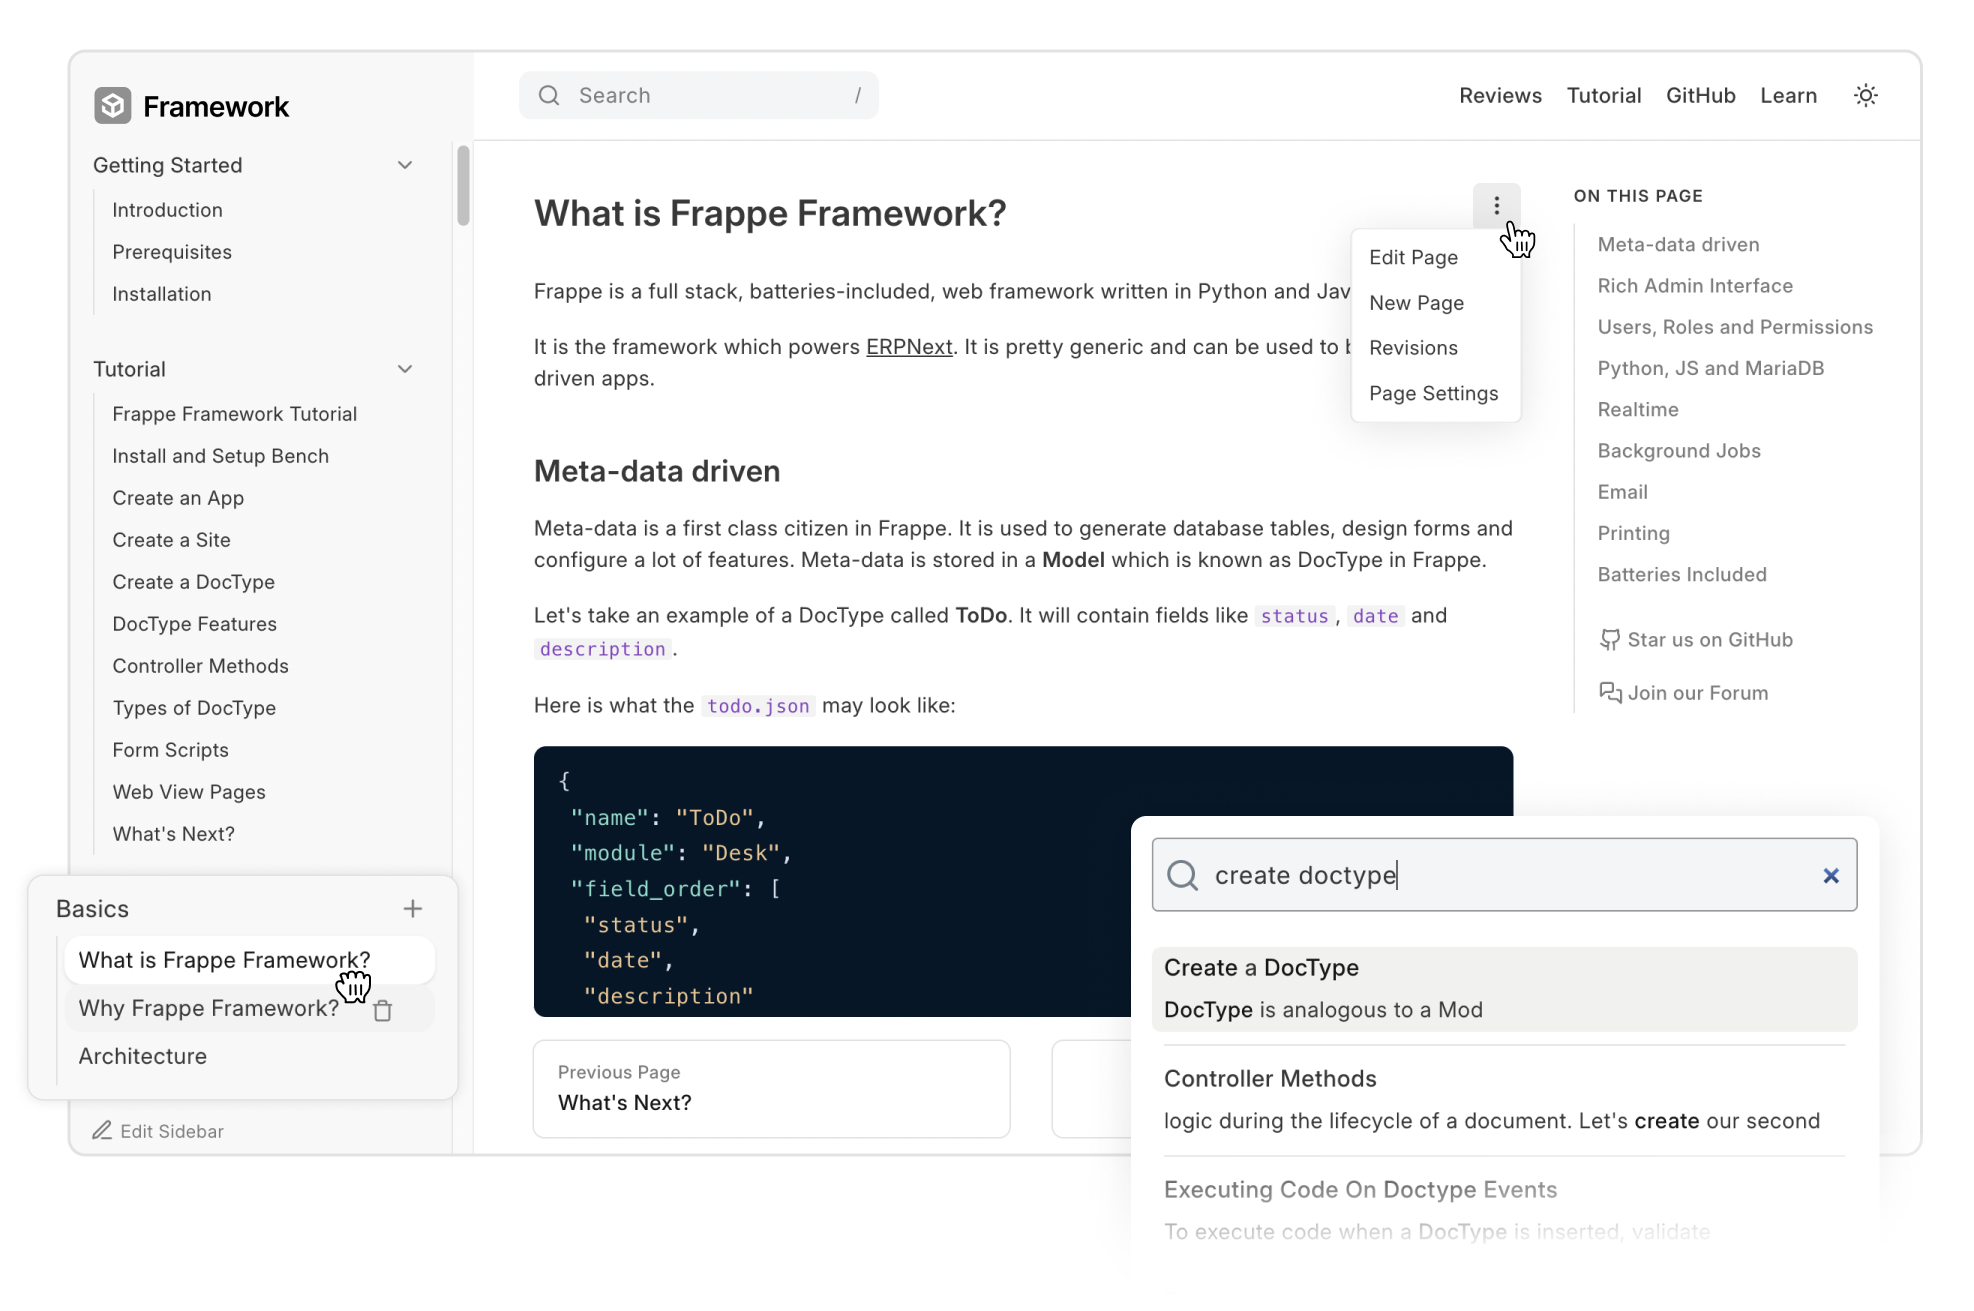 Framework
Search
/
Reviews
Tutorial
GitHub
Learn
Getting Started
Introduction
Prerequisites
Installation
Tutorial
Frappe Framework Tutorial
Install and Setup Bench
Create an App
Create a Site
Create a DocType
DocType Features
Controller Methods
Types of DocType
Form Scripts
Web View Pages
What's Next?
Basics
What is Frappe Framework?
Why Frappe Framework?
Architecture
Edit Sidebar
What is Frappe Framework?
Frappe is a full stack, batteries-included, web framework written in Python and Jav
It is the framework which powers ERPNext. It is pretty generic and can be used to b
driven apps.
Edit Page
New Page
Revisions
Page Settings
Meta-data driven
Meta-data is a first class citizen in Frappe. It is used to generate database tables, design forms and
configure a lot of features. Meta-data is stored in a Model which is known as DocType in Frappe.
Let's take an example of a DocType called ToDo. It will contain fields like status, date and
description.
Here is what the todo.json may look like:
{
"name": "ToDo",
"module": "Desk",
"field_order": [
"status",
"date",
"description"
Previous Page
What's Next?
ON THIS PAGE
Meta-data driven
Rich Admin Interface
Users, Roles and Permissions
Python, JS and MariaDB
Realtime
Background Jobs
Email
Printing
Batteries Included
Star us on GitHub
Join our Forum
create doctype
Create a DocType
DocType is analogous to a Mod
Controller Methods
logic during the lifecycle of a document. Let's create our second
Executing Code On Doctype Events
To execute code when a DocType is inserted, validate